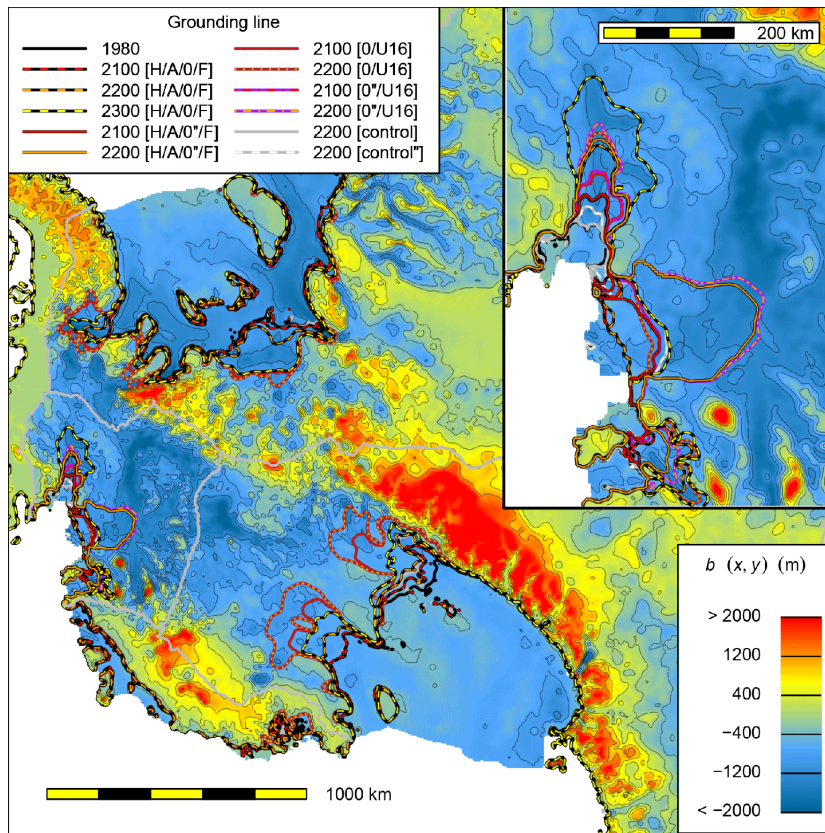 Grounding line
1980
2100 [H/A/0/F]
2200 [H/A/0/F]
2300 [H/A/0/F]
2100 [H/A/0"/F]
2200 [H/A/0"/F]
2100 [0/U16]
2200 [0/U16]
2100 [0"/U16]
2200 [0"/U16]
2200 [control]
2200 [control"]
200 km
b (x, y) (m)
> 2000
1200
400
−400
−1200
< −2000
1000 km